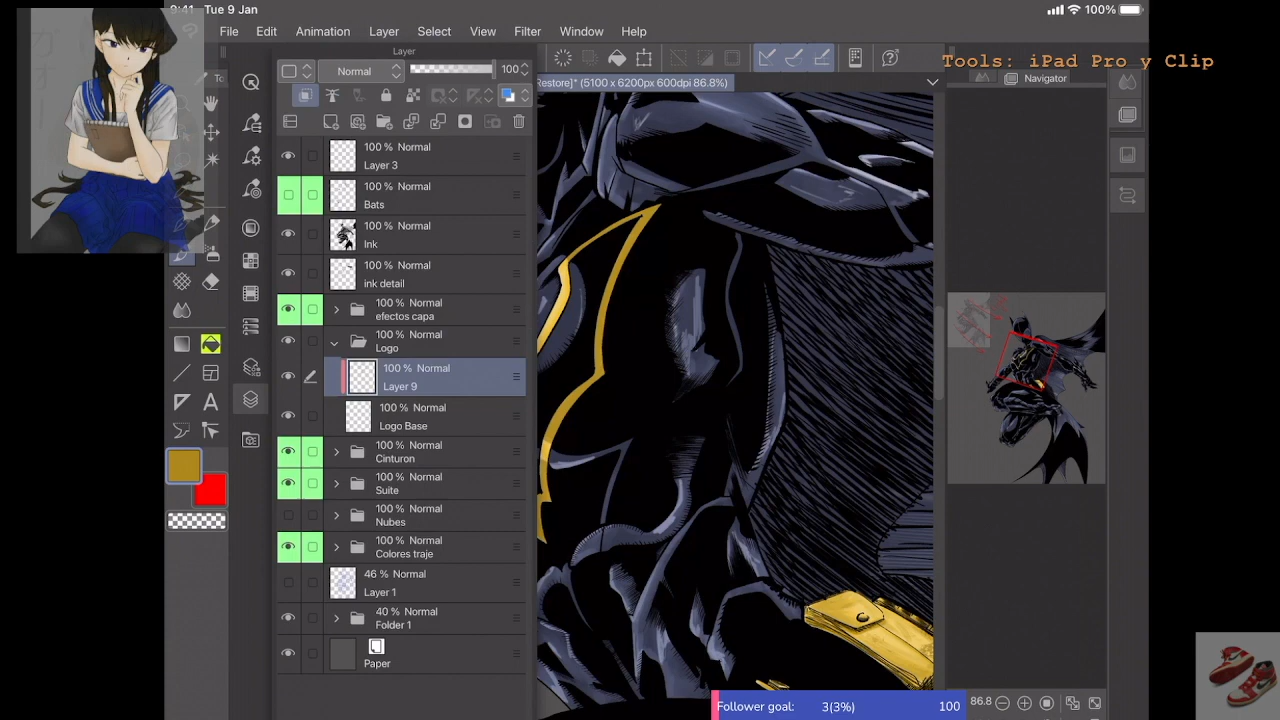 9:41 Tue 9 Jan
100%
File Edit Animation Layer Select View Filter Window Help
Tools: iPad Pro y Clip
Layer
Normal 100
Restore]* (5100 x 6200px 600dpi 86.8%)
Navigator
100 % Normal
Layer 3
100 % Normal
Bats
100 % Normal
Ink
100 % Normal
ink detail
100 % Normal
efectos capa
100 % Normal
Logo
100 % Normal
Layer 9
100 % Normal
Logo Base
100 % Normal
Cinturon
100 % Normal
Suite
100 % Normal
Nubes
100 % Normal
Colores traje
46 % Normal
Layer 1
40 % Normal
Folder 1
Paper
86.8
Follower goal: 3(3%) 100